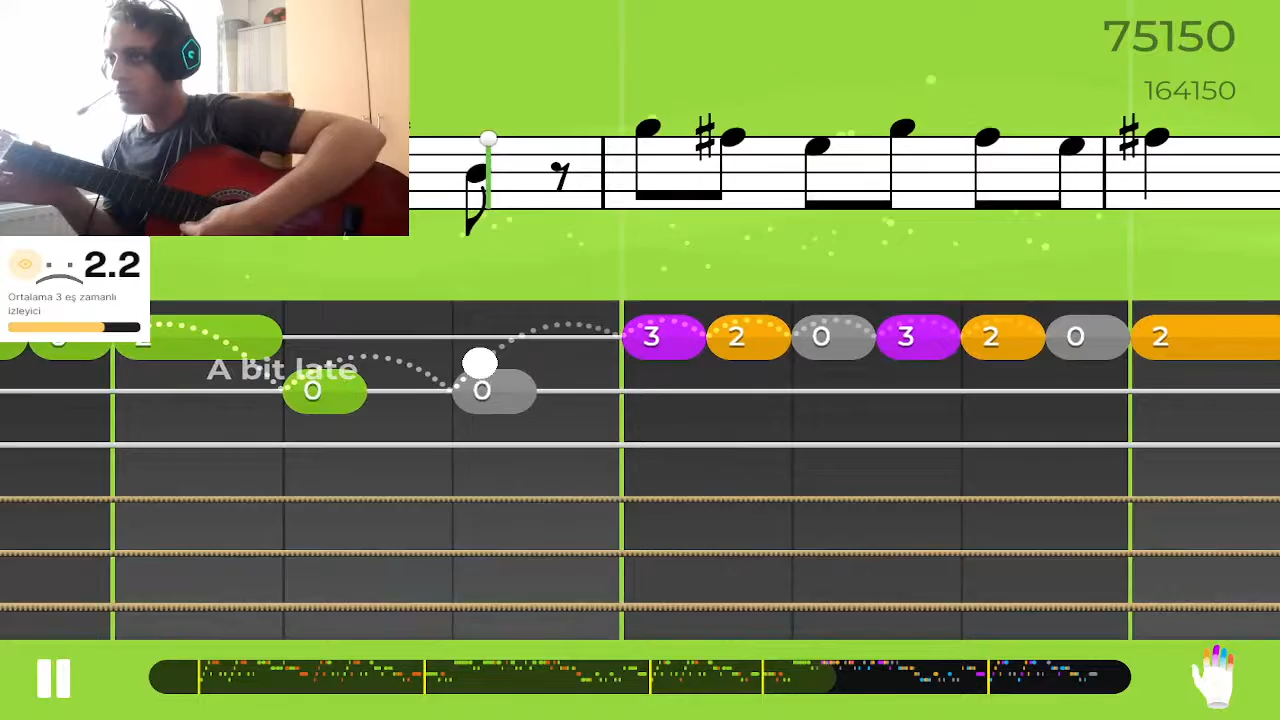 75150
164150
2.2
Ortalama 3 eş zamanlı
izleyici
A bit late
3 2 0 3 2 0 2
0 0